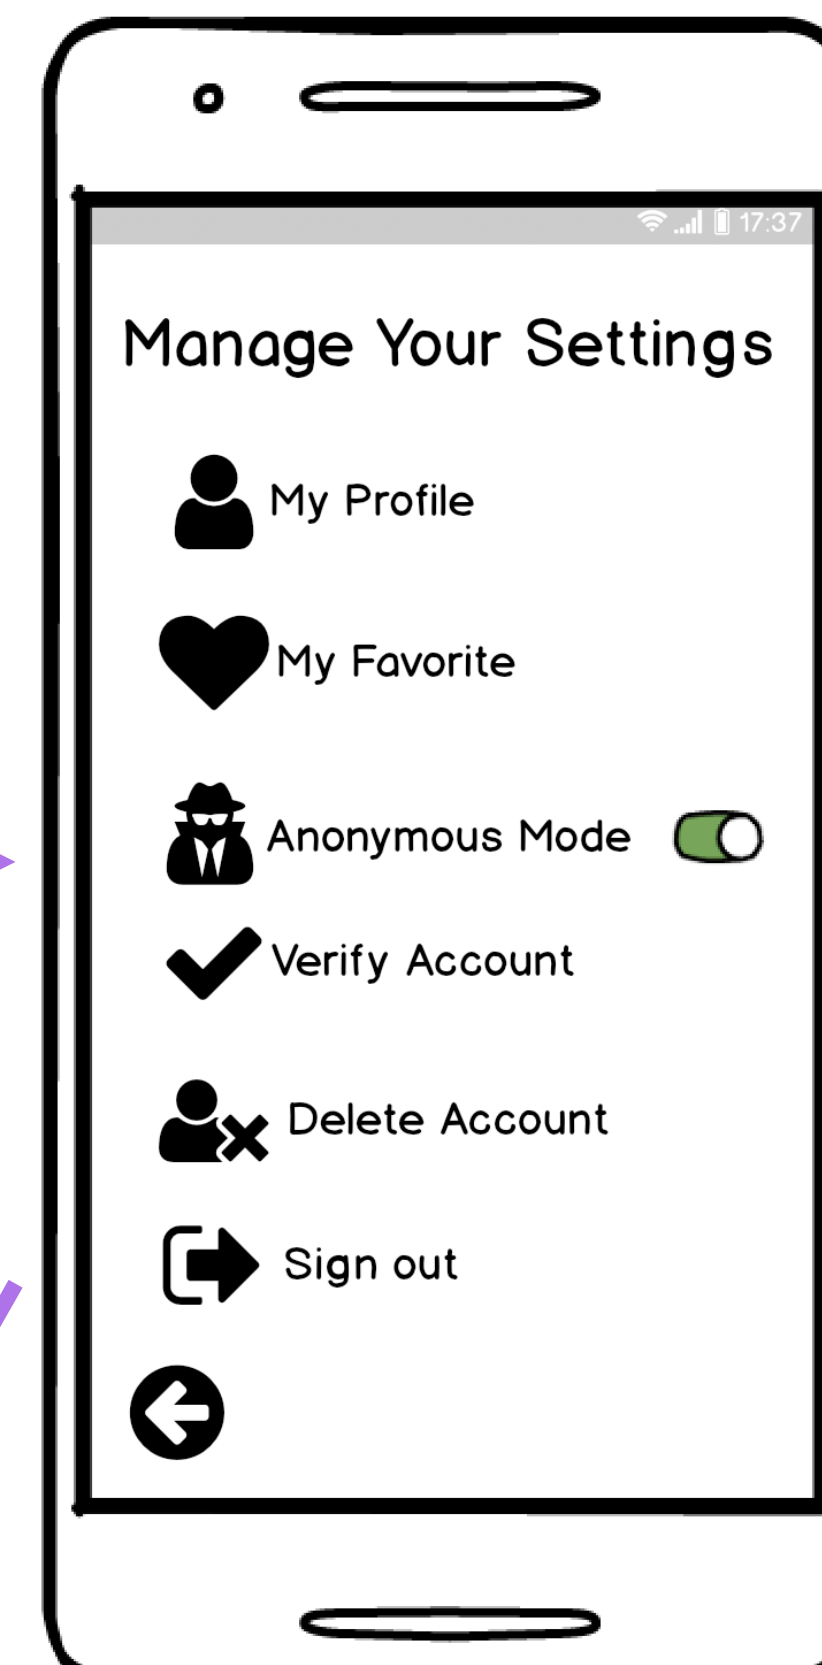 17:37
Manage Your Settings
My Profile
My Favorite
Anonymous Mode
Verify Account
Delete Account
Sign out